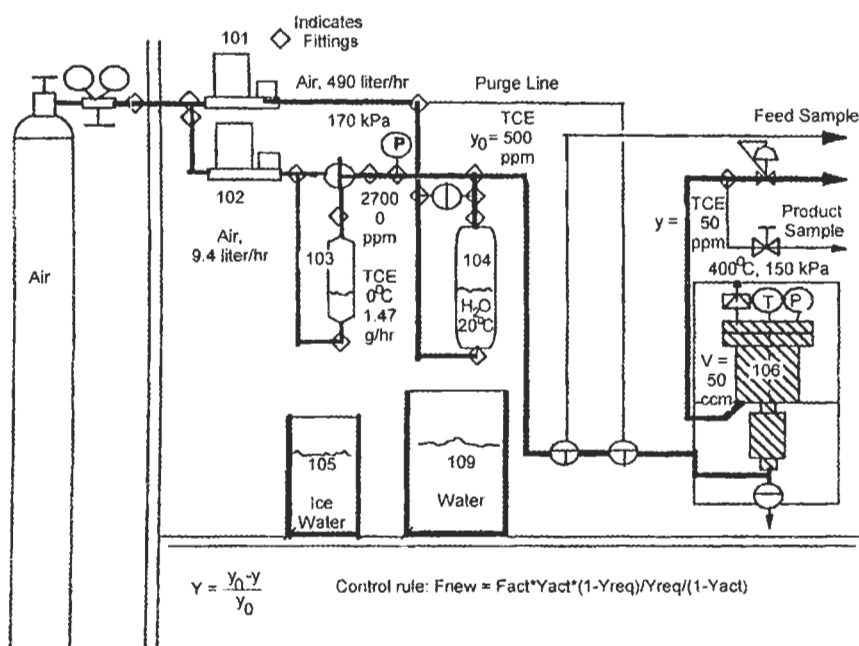 Indicates
Fittings
101
Air, 490 liter/hr
Purge Line
170 kPa
P
TCE
y0= 500
ppm
Feed Sample
102
Air,
9.4 liter/hr
2700
0
ppm
y =
TCE
50
ppm
Product
Sample
400°C, 150 kPa
Air
103
TCE
0°C
1.47
g/hr
104
H2O
20°C
T
P
V =
50
ccm
106
105
Ice
Water
109
Water
T
T
Y = y0-y
y0
Control rule: Fnew = Fact*Yact*(1-Yreq)/Yreq/(1-Yact)